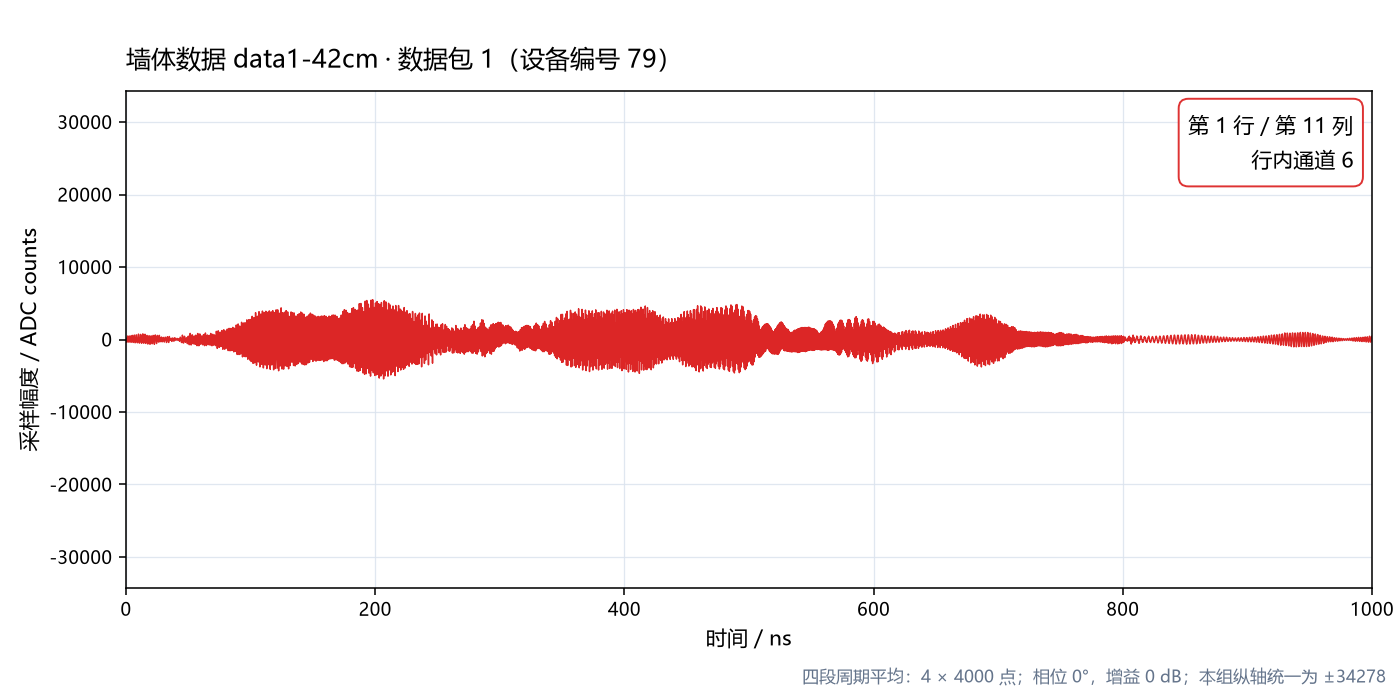 墙体数据 data1-42cm · 数据包 1（设备编号 79）
第 1 行 / 第 11 列
行内通道 6
采样幅度 / ADC counts
30000
20000
10000
0
-10000
-20000
-30000
0 200 400 600 800 1000
时间 / ns
四段周期平均：4 × 4000 点；相位 0°，增益 0 dB；本组纵轴统一为 ±34278